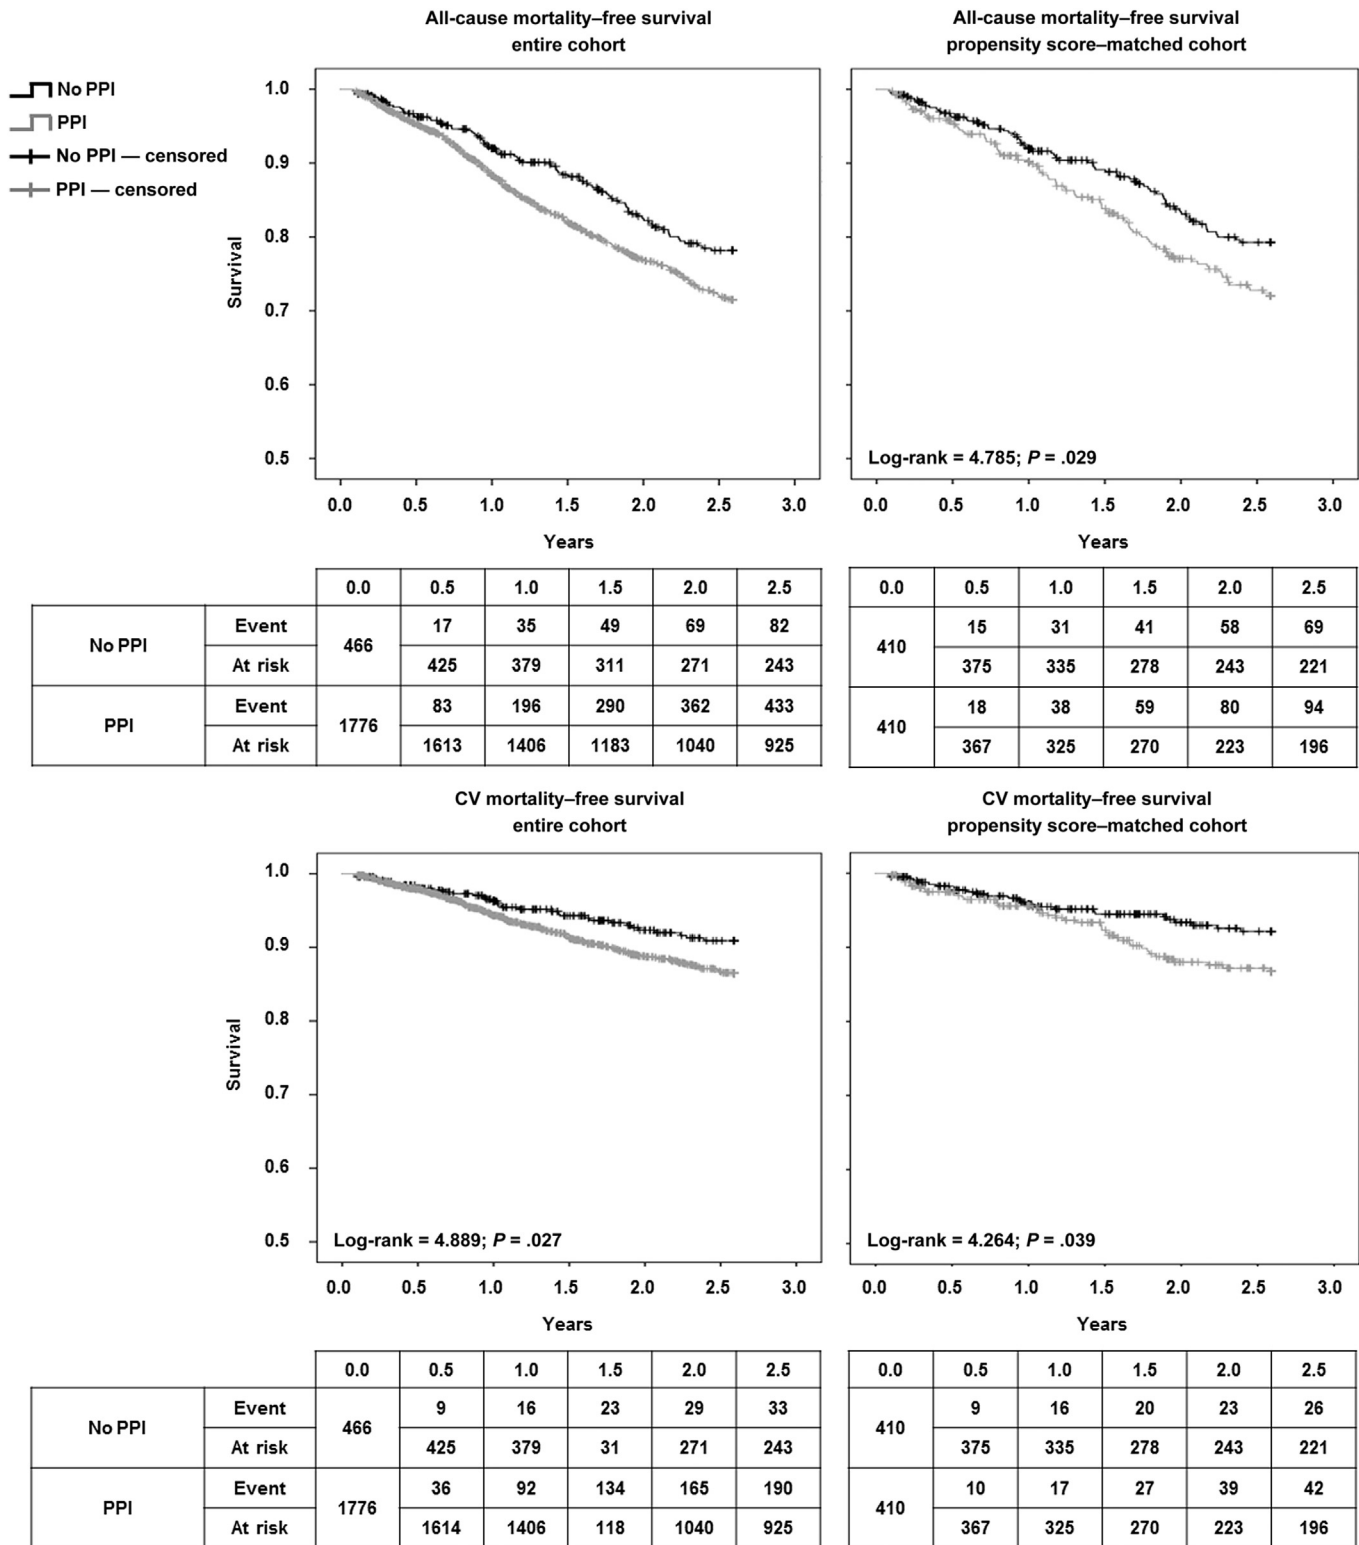 All-cause mortality–free survival
entire cohort
All-cause mortality–free survival
propensity score–matched cohort
No PPI
PPI
No PPI — censored
PPI — censored
Survival
1.0
0.9
0.8
0.7
0.6
0.5
Log-rank = 4.785; P = .029
0.0 0.5 1.0 1.5 2.0 2.5 3.0
0.0 0.5 1.0 1.5 2.0 2.5 3.0
Years
Years
0.0 0.5 1.0 1.5 2.0 2.5
No PPI 466
Event 17 35 49 69 82
At risk 425 379 311 271 243
PPI 1776
Event 83 196 290 362 433
At risk 1613 1406 1183 1040 925
0.0 0.5 1.0 1.5 2.0 2.5
410
15 31 41 58 69
375 335 278 243 221
410
18 38 59 80 94
367 325 270 223 196
CV mortality–free survival
entire cohort
CV mortality–free survival
propensity score–matched cohort
Survival
1.0
0.9
0.8
0.7
0.6
0.5
Log-rank = 4.889; P = .027
Log-rank = 4.264; P = .039
0.0 0.5 1.0 1.5 2.0 2.5 3.0
0.0 0.5 1.0 1.5 2.0 2.5 3.0
Years
Years
0.0 0.5 1.0 1.5 2.0 2.5
No PPI 466
Event 9 16 23 29 33
At risk 425 379 31 271 243
PPI 1776
Event 36 92 134 165 190
At risk 1614 1406 118 1040 925
0.0 0.5 1.0 1.5 2.0 2.5
410
9 16 20 23 26
375 335 278 243 221
410
10 17 27 39 42
367 325 270 223 196